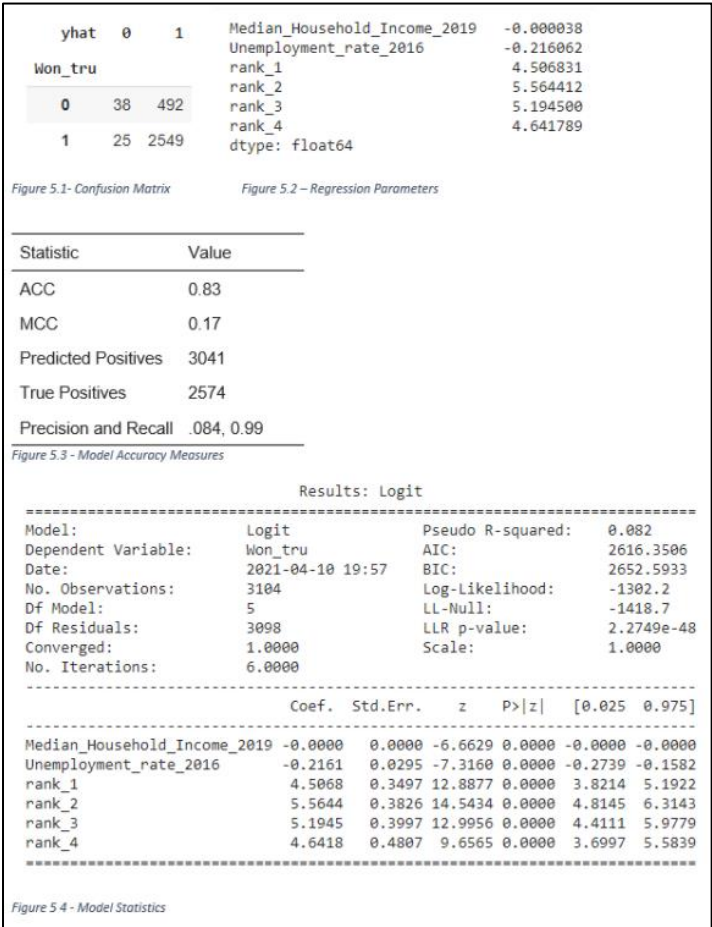 yhat 0 1
Won_tru
0 38 492
1 25 2549
Median_Household_Income_2019 -0.000038
Unemployment_rate_2016 -0.216062
rank_1 4.506831
rank_2 5.564412
rank_3 5.194500
rank_4 4.641789
dtype: float64
Figure 5.1- Confusion Matrix
Figure 5.2 – Regression Parameters
Statistic Value
ACC 0.83
MCC 0.17
Predicted Positives 3041
True Positives 2574
Precision and Recall .084, 0.99
Figure 5.3 - Model Accuracy Measures
Results: Logit
Model: Logit Pseudo R-squared: 0.082
Dependent Variable: Won_tru AIC: 2616.3506
Date: 2021-04-10 19:57 BIC: 2652.5933
No. Observations: 3104 Log-Likelihood: -1302.2
Df Model: 5 LL-Null: -1418.7
Df Residuals: 3098 LLR p-value: 2.2749e-48
Converged: 1.0000 Scale: 1.0000
No. Iterations: 6.0000
Coef. Std.Err. z P>|z| [0.025 0.975]
Median_Household_Income_2019 -0.0000 0.0000 -6.6629 0.0000 -0.0000 -0.0000
Unemployment_rate_2016 -0.2161 0.0295 -7.3160 0.0000 -0.2739 -0.1582
rank_1 4.5068 0.3497 12.8877 0.0000 3.8214 5.1922
rank_2 5.5644 0.3826 14.5434 0.0000 4.8145 6.3143
rank_3 5.1945 0.3997 12.9956 0.0000 4.4111 5.9779
rank_4 4.6418 0.4807 9.6565 0.0000 3.6997 5.5839
Figure 5 4 - Model Statistics